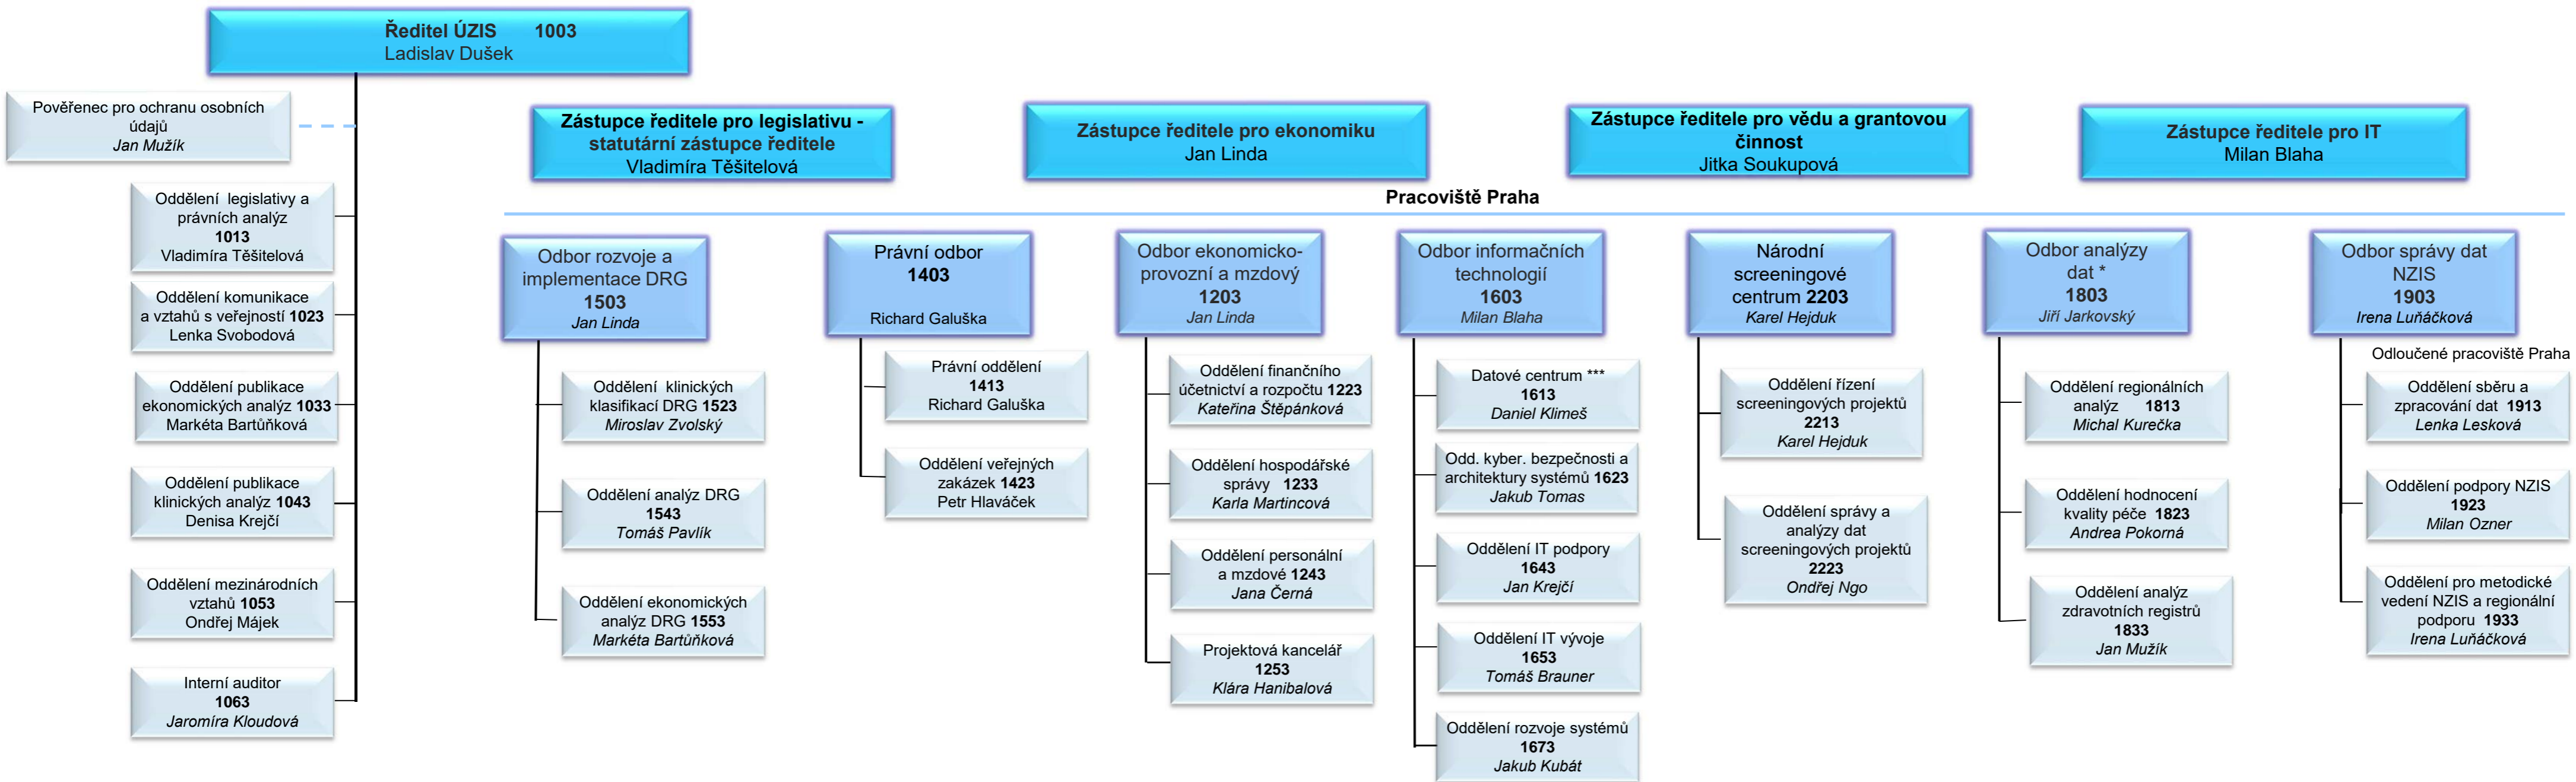 Ředitel ÚZIS 1003
Ladislav Dušek
Pověřenec pro ochranu osobních
údajů
Jan Mužík
Oddělení legislativy a
právních analýz
1013
Vladimíra Těšitelová
Oddělení komunikace
a vztahů s veřejností 1023
Lenka Svobodová
Oddělení publikace
ekonomických analýz 1033
Markéta Bartůňková
Oddělení publikace
klinických analýz 1043
Denisa Krejčí
Oddělení mezinárodních
vztahů 1053
Ondřej Májek
Interní auditor
1063
Jaromíra Kloudová
Zástupce ředitele pro legislativu -
statutární zástupce ředitele
Vladimíra Těšitelová
Zástupce ředitele pro ekonomiku
Jan Linda
Zástupce ředitele pro vědu a grantovou
činnost
Jitka Soukupová
Zástupce ředitele pro IT
Milan Blaha
Pracoviště Praha
Odbor rozvoje a
implementace DRG
1503
Jan Linda
Oddělení klinických
klasifikací DRG 1523
Miroslav Zvolský
Oddělení analýz DRG
1543
Tomáš Pavlík
Oddělení ekonomických
analýz DRG 1553
Markéta Bartůňková
Právní odbor
1403
Richard Galuška
Právní oddělení
1413
Richard Galuška
Oddělení veřejných
zakázek 1423
Petr Hlaváček
Odbor ekonomicko-
provozní a mzdový
1203
Jan Linda
Oddělení finančního
účetnictví a rozpočtu 1223
Kateřina Štěpánková
Oddělení hospodářské
správy 1233
Karla Martincová
Oddělení personální
a mzdové 1243
Jana Černá
Projektová kancelář
1253
Klára Hanibalová
Odbor informačních
technologií
1603
Milan Blaha
Datové centrum ***
1613
Daniel Klimeš
Odd. kyber. bezpečnosti a
architektury systémů 1623
Jakub Tomas
Oddělení IT podpory
1643
Jan Krejčí
Oddělení IT vývoje
1653
Tomáš Brauner
Oddělení rozvoje systémů
1673
Jakub Kubát
Národní
screeningové
centrum 2203
Karel Hejduk
Oddělení řízení
screeningových projektů
2213
Karel Hejduk
Oddělení správy a
analýzy dat
screeningových projektů
2223
Ondřej Ngo
Odbor analýzy
dat *
1803
Jiří Jarkovský
Oddělení regionálních
analýz 1813
Michal Kurečka
Oddělení hodnocení
kvality péče 1823
Andrea Pokorná
Oddělení analýz
zdravotních registrů
1833
Jan Mužík
Odbor správy dat
NZIS
1903
Irena Luňáčková
Odloučené pracoviště Praha
Oddělení sběru a
zpracování dat 1913
Lenka Lesková
Oddělení podpory NZIS
1923
Milan Ozner
Oddělení pro metodické
vedení NZIS a regionální
podporu 1933
Irena Luňáčková